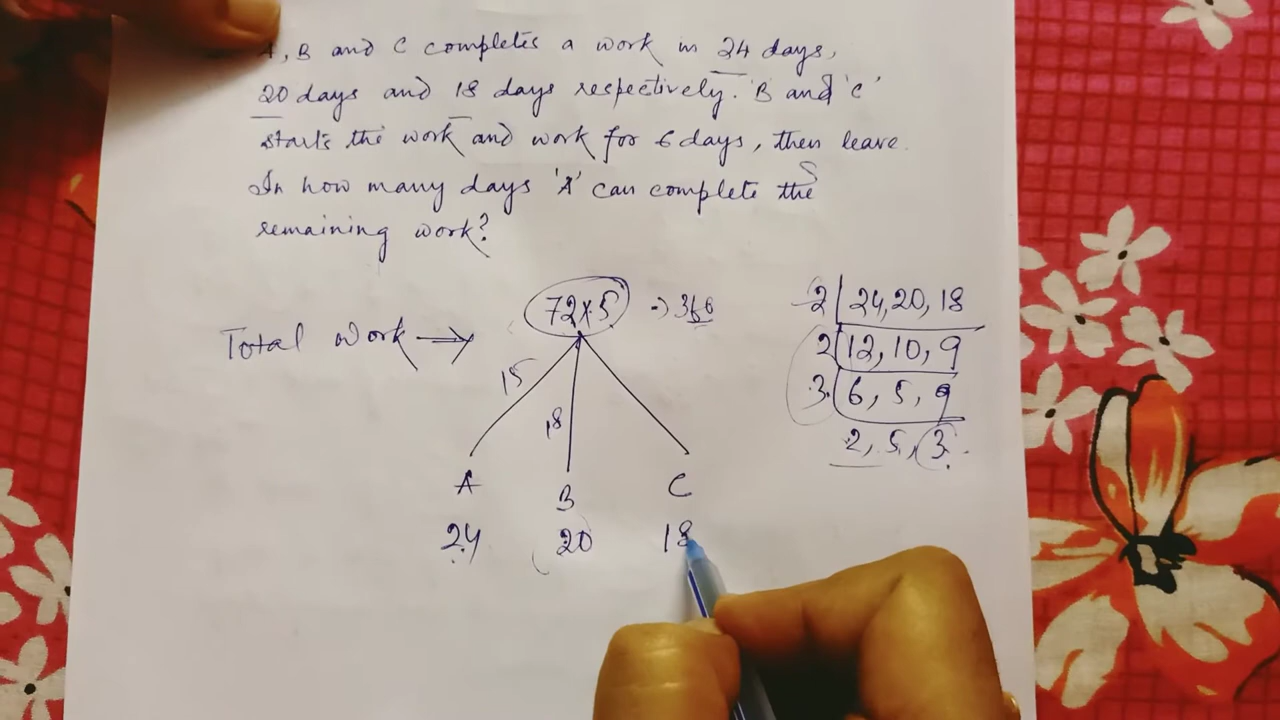 A, B and C completes a work in 24 days,
20 days and 18 days respectively. 'B and 'C'
starts the work and work for 6 days, then leave.
In how many days 'A' can complete the
remaining work?
Total work → 72×5 ⇒ 360
15
18
A B C
24 20 18
2 24, 20, 18
2 12, 10, 9
3 6, 5, 9
2, 5, 3